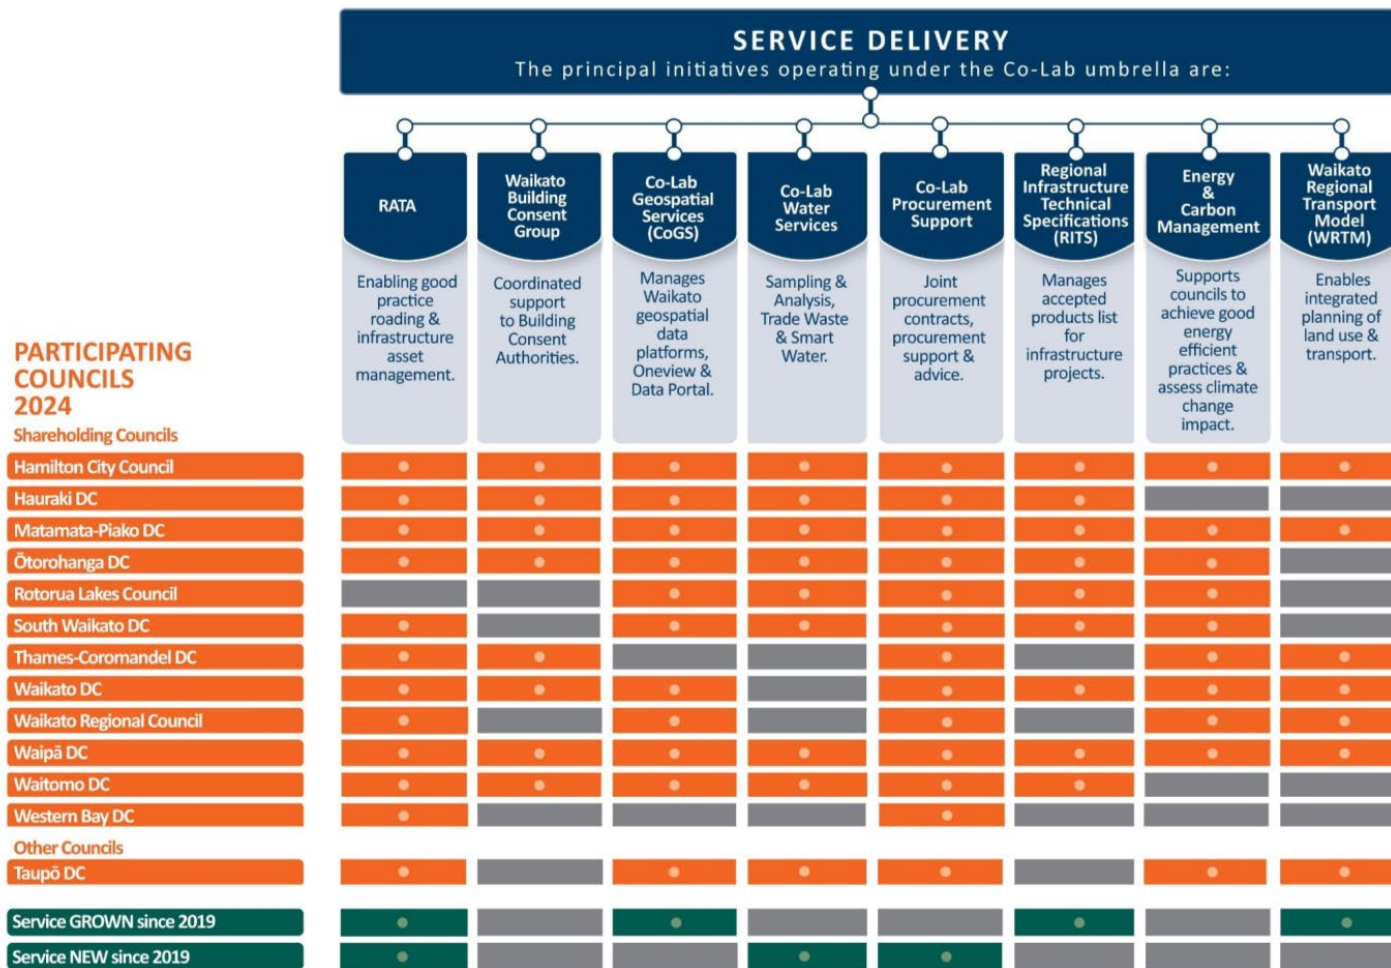 SERVICE DELIVERY
The principal initiatives operating under the Co-Lab umbrella are:
RATA
Enabling good
practice
roading &
infrastructure
asset
management.
Waikato
Building
Consent
Group
Coordinated
support
to Building
Consent
Authorities.
Co-Lab
Geospatial
Services
(CoGS)
Manages
Waikato
geospatial
data
platforms,
Oneview &
Data Portal.
Co-Lab
Water
Services
Sampling &
Analysis,
Trade Waste
& Smart
Water.
Co-Lab
Procurement
Support
Joint
procurement
contracts,
procurement
support &
advice.
Regional
Infrastructure
Technical
Specifications
(RITS)
Manages
accepted
products list
for
infrastructure
projects.
Energy
&
Carbon
Management
Supports
councils to
achieve good
energy
efficient
practices &
assess climate
change
impact.
Waikato
Regional
Transport
Model
(WRTM)
Enables
integrated
planning of
land use &
transport.
PARTICIPATING
COUNCILS
2024
Shareholding Councils
Hamilton City Council
Hauraki DC
Matamata-Piako DC
Ōtorohanga DC
Rotorua Lakes Council
South Waikato DC
Thames-Coromandel DC
Waikato DC
Waikato Regional Council
Waipā DC
Waitomo DC
Western Bay DC
Other Councils
Taupō DC
Service GROWN since 2019
Service NEW since 2019